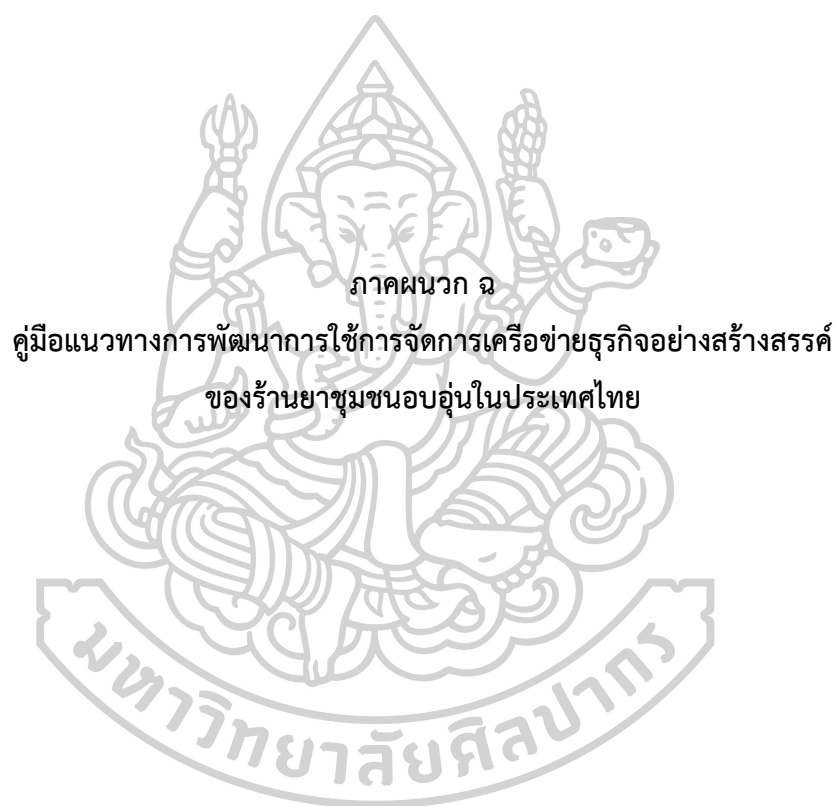 ภาคผนวก ฉ
คู่มือแนวทางการพัฒนาการใช้การจัดการเครือข่ายธุรกิจอย่างสร้างสรรค์
ของร้านยาชุมชนอบอุ่นในประเทศไทย
มหาวิทยาลัยศิลปากร